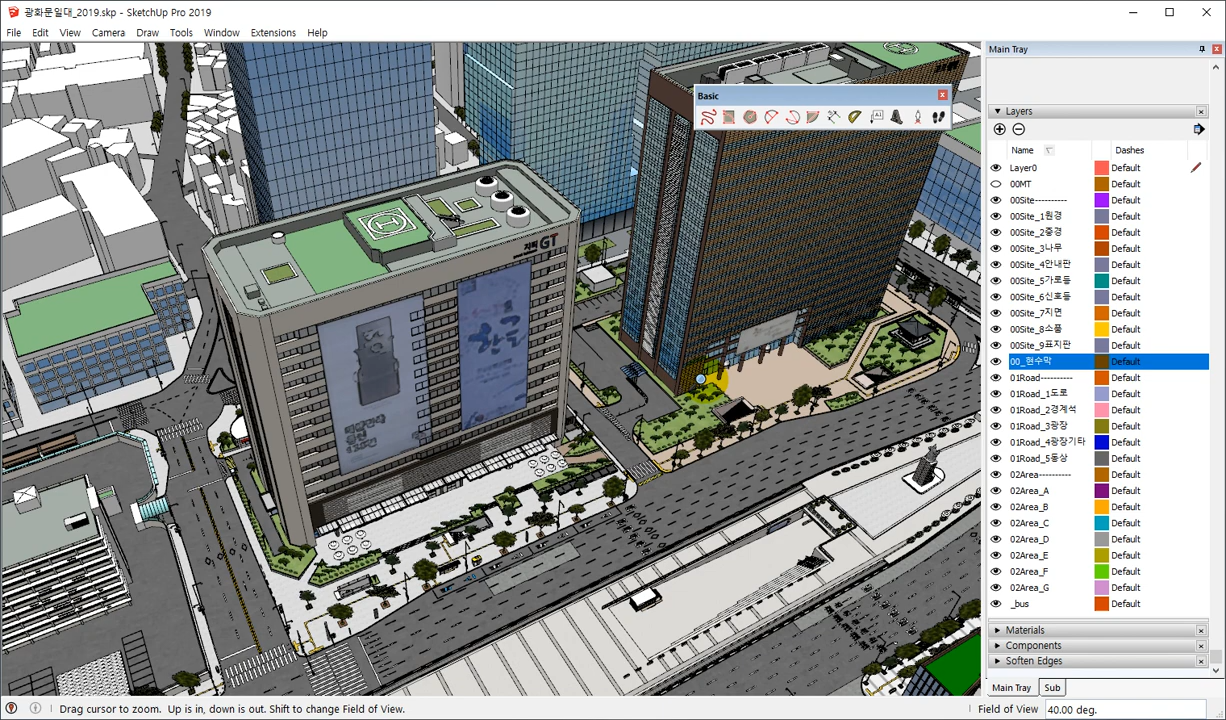 광화문일대_2019.skp - SketchUp Pro 2019
File Edit View Camera Draw Tools Window Extensions Help
Main Tray
Basic
Layers
Name Dashes
Layer0 Default
00MT Default
00Site---------- Default
00Site_1원경 Default
00Site_2중경 Default
00Site_3나무 Default
00Site_4안내판 Default
00Site_5가로등 Default
00Site_6신호등 Default
00Site_7지면 Default
00Site_8소품 Default
00Site_9표지판 Default
00_현수막 Default
01Road---------- Default
01Road_1도로 Default
01Road_2경계석 Default
01Road_3광장 Default
01Road_4광장기타 Default
01Road_5동상 Default
02Area---------- Default
02Area_A Default
02Area_B Default
02Area_C Default
02Area_D Default
02Area_E Default
02Area_F Default
02Area_G Default
_bus Default
Materials
Components
Soften Edges
Main Tray Sub
GT
Drag cursor to zoom. Up is in, down is out. Shift to change Field of View.
Field of View 40.00 deg.